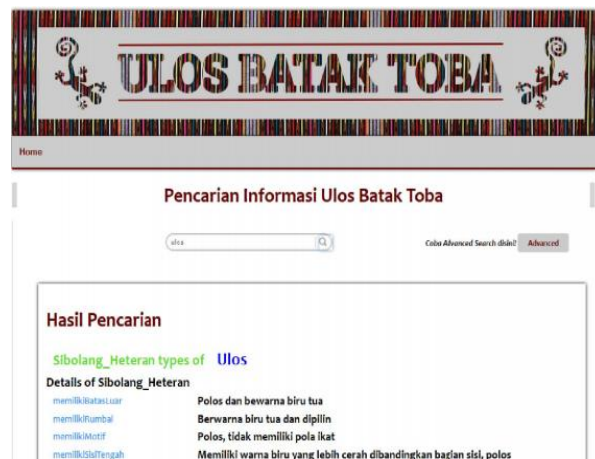 ULOS BATAK TOBA
Home
Pencarian Informasi Ulos Batak Toba
ulos
Coba Advanced Search disini! Advanced
Hasil Pencarian
Sibolang_Heteran types of Ulos
Details of Sibolang_Heteran
memilikiBatasLuar Polos dan bewarna biru tua
memilikiRumbai Berwarna biru tua dan dipilin
memilikiMotif Polos, tidak memiliki pola ikat
memilikiSisiTengah Memiliki warna biru yang lebih cerah dibandingkan bagian sisi, polos